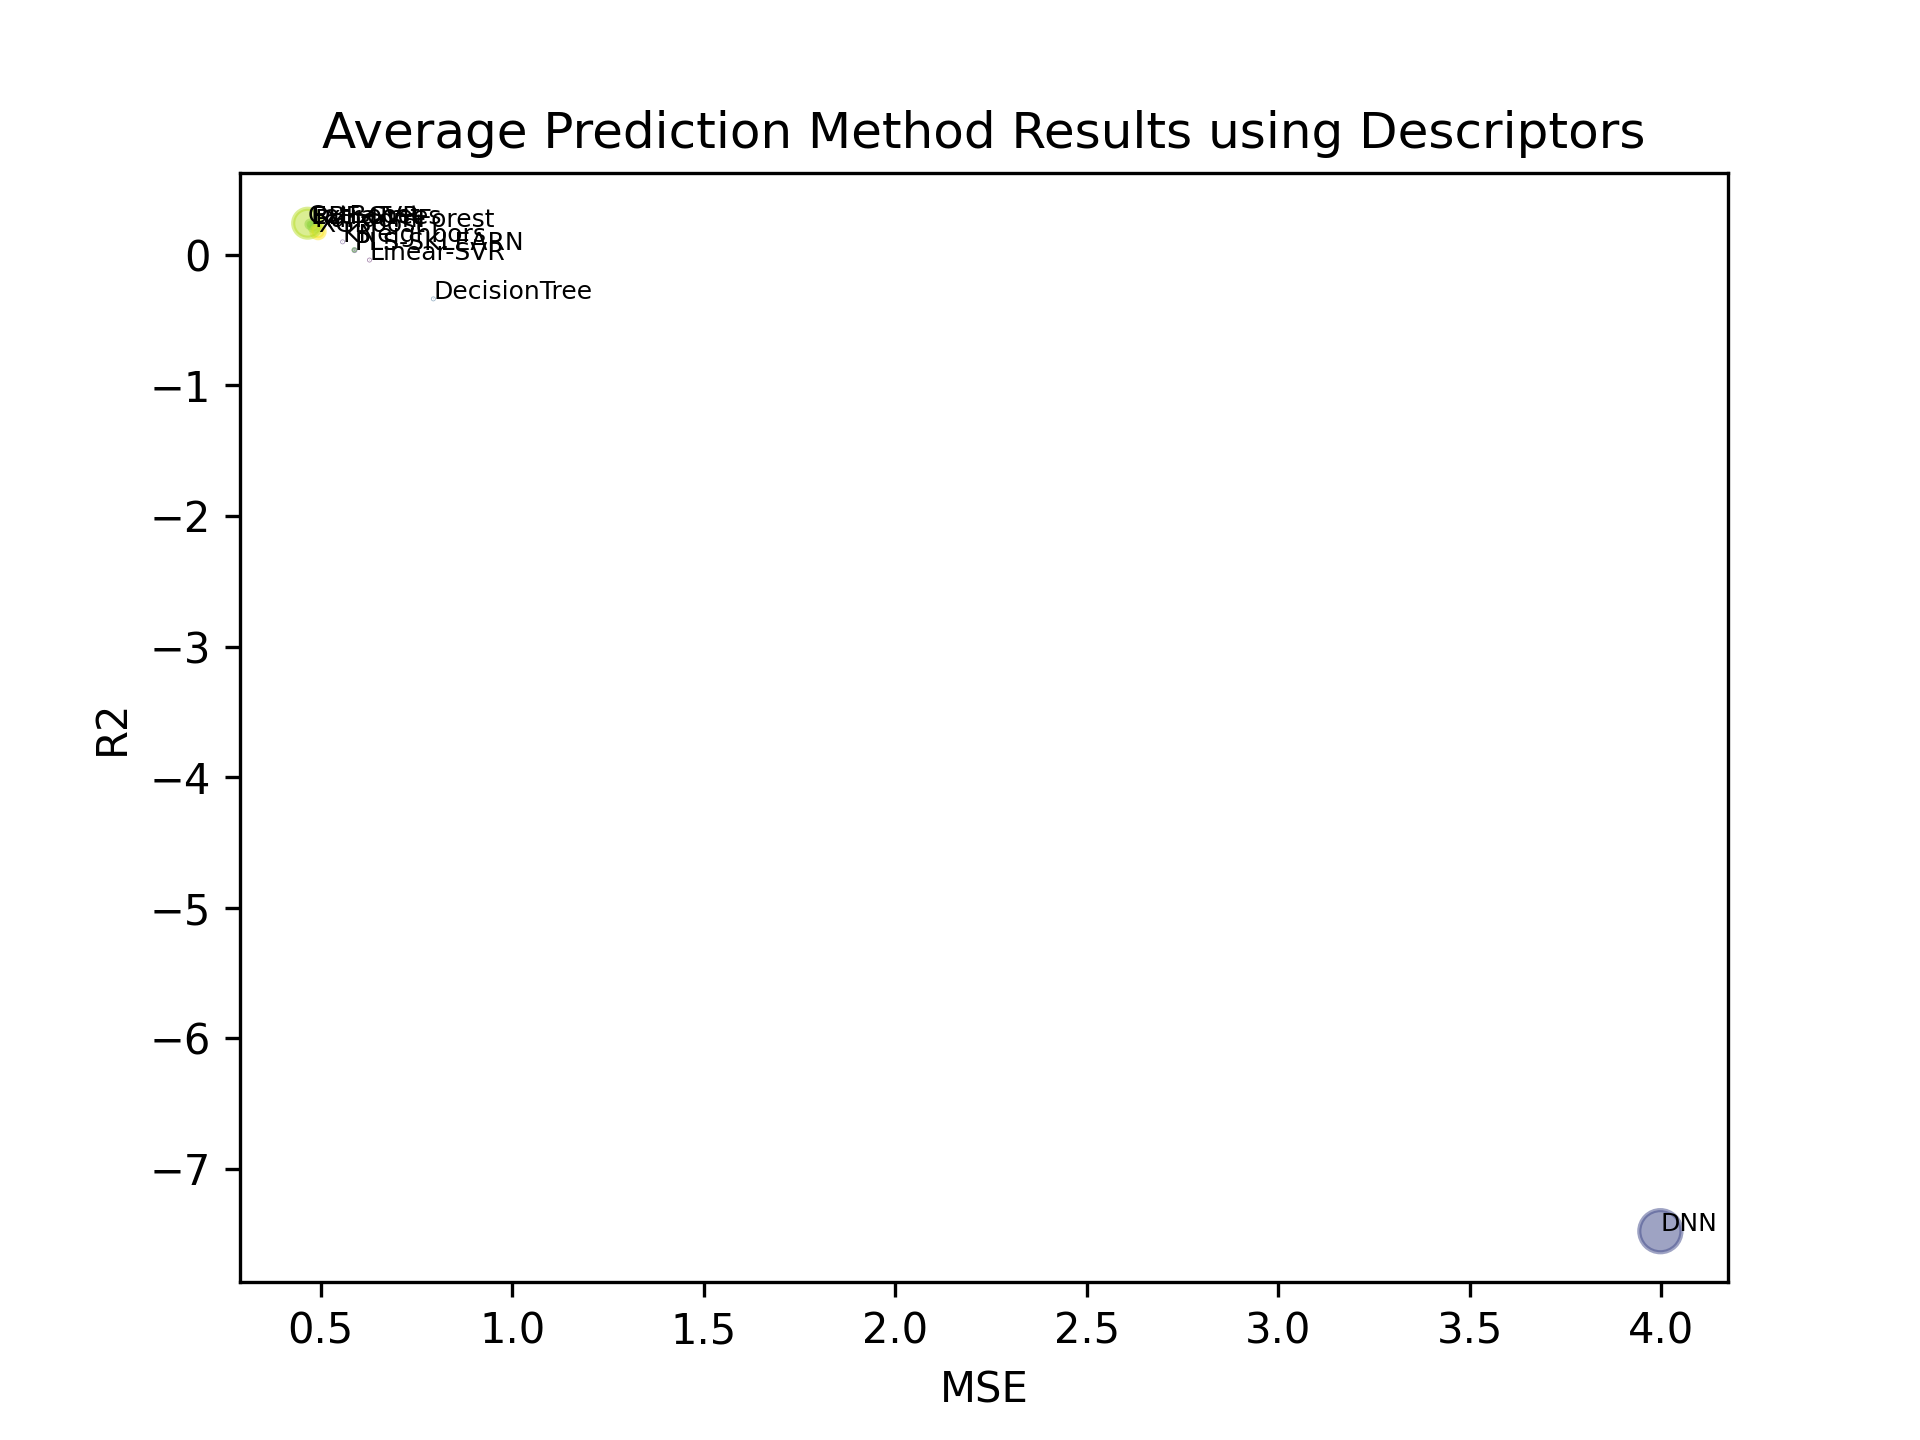 Average Prediction Method Results using Descriptors
RandomForest
XGBoost
KNeighbors
PLS-SKLEARN
Linear-SVR
DecisionTree
DNN
0
−1
−2
−3
−4
−5
−6
−7
R2
0.5 1.0 1.5 2.0 2.5 3.0 3.5 4.0
MSE